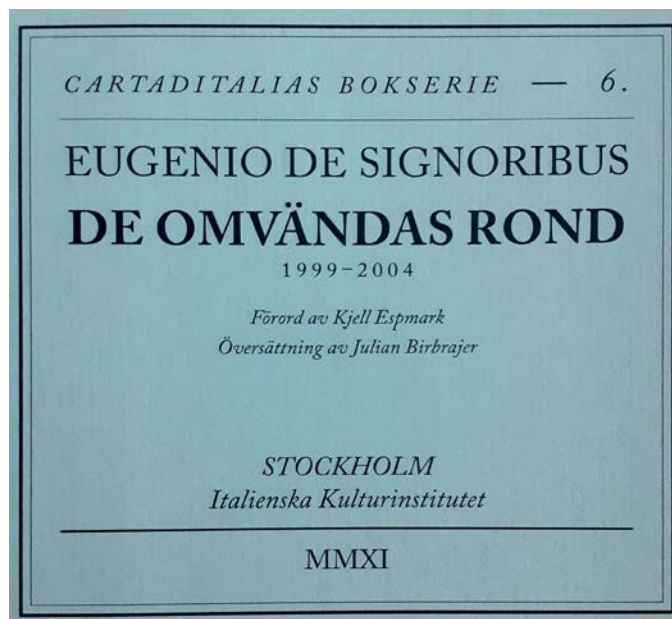 CARTADITALIAS BOKSERIE — 6.
EUGENIO DE SIGNORIBUS
DE OMVÄNDAS ROND
1999–2004
Förord av Kjell Espmark
Översättning av Julian Birbrajer
STOCKHOLM
Italienska Kulturinstitutet
MMXI